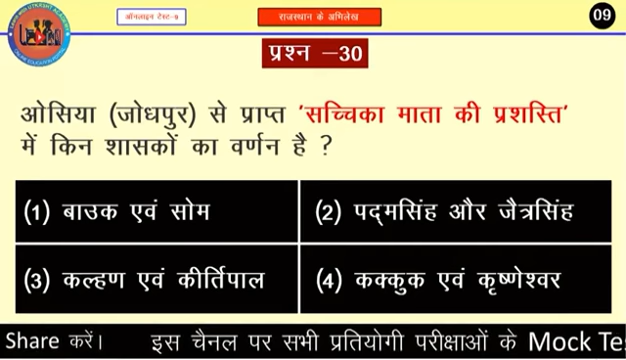 ऑनलाइन टेस्ट-9
राजस्थान के अभिलेख
09
प्रश्न –30
ओसिया (जोधपुर) से प्राप्त 'सच्चिका माता की प्रशस्ति'
में किन शासकों का वर्णन है ?
(1) बाउक एवं सोम
(2) पद्मसिंह और जैत्रसिंह
(3) कल्हण एवं कीर्तिपाल
(4) कक्कुक एवं कृष्णेश्वर
Share करें। इस चैनल पर सभी प्रतियोगी परीक्षाओं के Mock Te